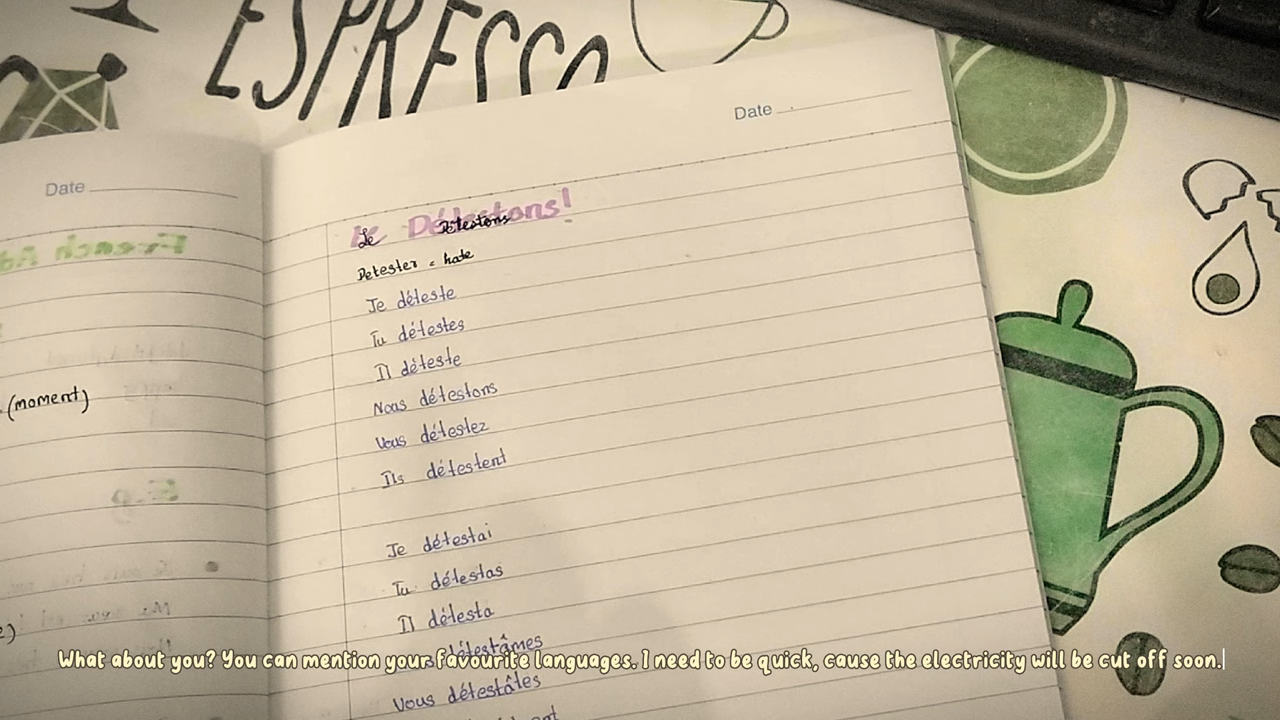 ESPRESSO
Date
Date
Je Détestons!
Je Détestons
Detester = hate
Je déteste
Tu détestes
Il déteste
Nous détestons
Vous détestez
Ils détestent
(moment)
Je détestai
Tu détestas
Il détesta
détestâmes
Vous détestâtes
What about you? You can mention your favourite languages. I need to be quick, cause the electricity will be cut off soon.